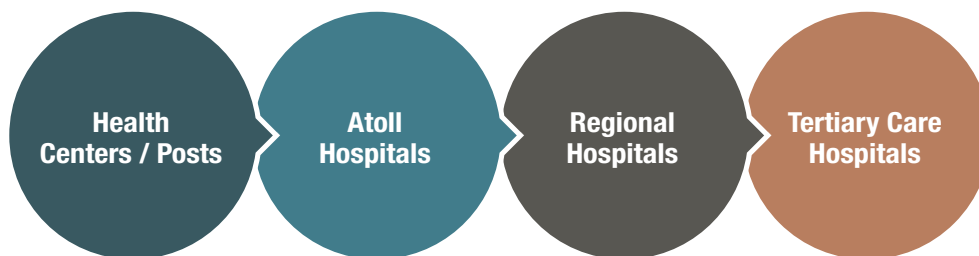 Health
Centers / Posts
Atoll
Hospitals
Regional
Hospitals
Tertiary Care
Hospitals